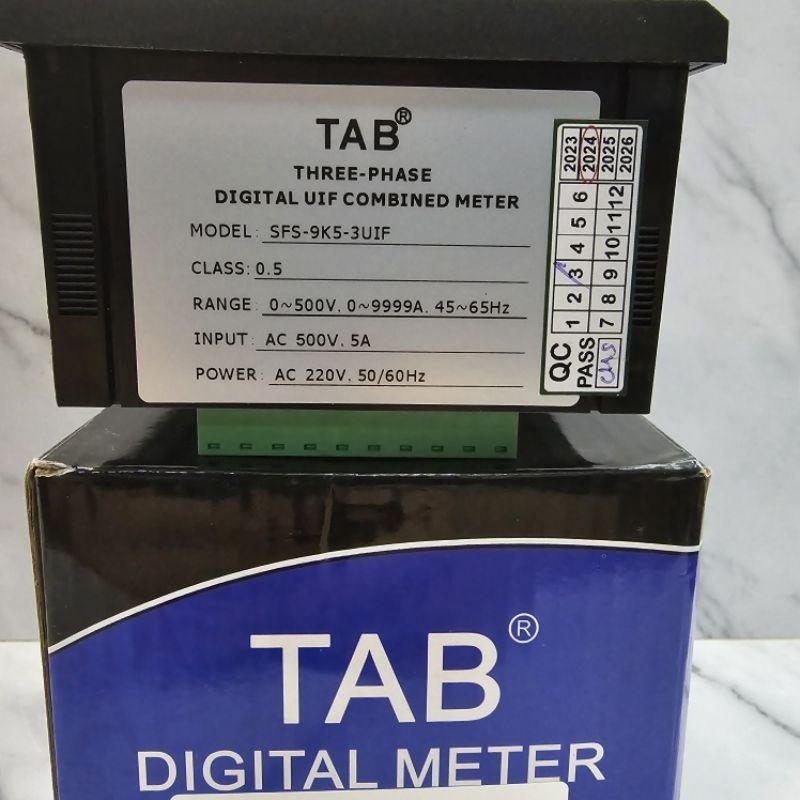 TAB®
THREE-PHASE
DIGITAL UIF COMBINED METER
MODEL: SFS-9K5-3UIF
CLASS: 0.5
RANGE: 0~500V. 0~9999A. 45~65Hz
INPUT: AC 500V. 5A
POWER: AC 220V. 50/60Hz
2023
2024
2025
2026
QC PASS
1 2 3 4 5 6
7 8 9 10 11 12
TAB®
DIGITAL METER